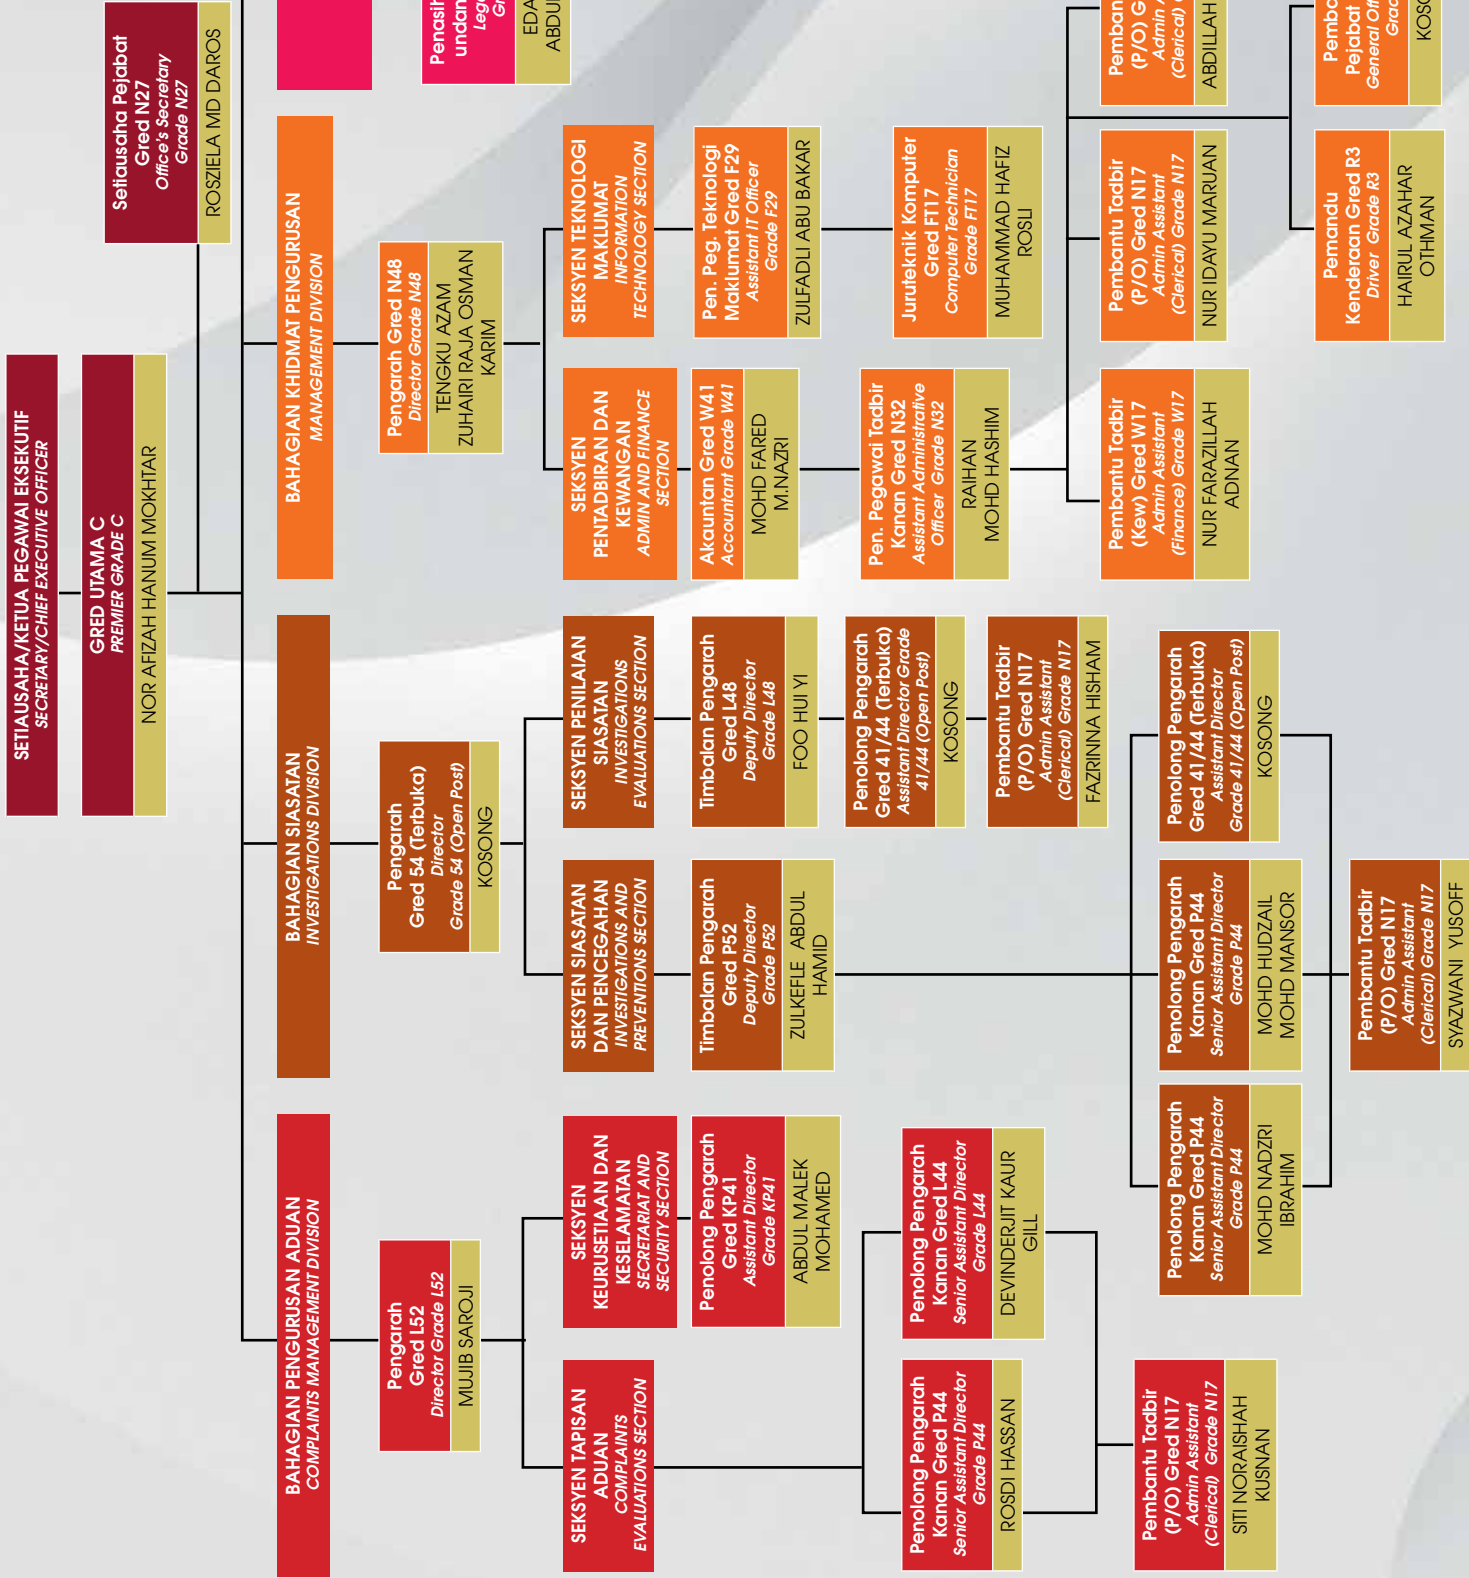 SETIAUSAHA/KETUA PEGAWAI EKSEKUTIF
SECRETARY/CHIEF EXECUTIVE OFFICER
GRED UTAMA C
PREMIER GRADE C
NOR AFIZAH HANUM MOKHTAR
Setiausaha Pejabat
Gred N27
Office's Secretary
Grade N27
ROSZIELA MD DAROS
BAHAGIAN PENGURUSAN ADUAN
COMPLAINTS MANAGEMENT DIVISION
Pengarah
Gred L52
Director Grade L52
MUJIB SAROJI
SEKSYEN TAPISAN
ADUAN
COMPLAINTS
EVALUATIONS SECTION
SEKSYEN
KEURUSETIAAN DAN
KESELAMATAN
SECRETARIAT AND
SECURITY SECTION
Penolong Pengarah
Gred KP41
Assistant Director
Grade KP41
ABDUL MALEK
MOHAMED
Penolong Pengarah
Kanan Gred P44
Senior Assistant Director
Grade P44
ROSDI HASSAN
Penolong Pengarah
Kanan Gred L44
Senior Assistant Director
Grade L44
DEVINDERJIT KAUR
GILL
Pembantu Tadbir
(P/O) Gred N17
Admin Assistant
(Clerical) Grade N17
SITI NORAISHAH
KUSNAN
BAHAGIAN SIASATAN
INVESTIGATIONS DIVISION
Pengarah
Gred 54 (Terbuka)
Director
Grade 54 (Open Post)
KOSONG
SEKSYEN SIASATAN
DAN PENCEGAHAN
INVESTIGATIONS AND
PREVENTIONS SECTION
Timbalan Pengarah
Gred P52
Deputy Director
Grade P52
ZULKEFLE ABDUL
HAMID
SEKSYEN PENILAIAN
SIASATAN
INVESTIGATIONS
EVALUATIONS SECTION
Timbalan Pengarah
Gred L48
Deputy Director
Grade L48
FOO HUI YI
Penolong Pengarah
Gred 41/44 (Terbuka)
Assistant Director Grade
41/44 (Open Post)
KOSONG
Pembantu Tadbir
(P/O) Gred N17
Admin Assistant
(Clerical) Grade N17
FAZRINNA HISHAM
Penolong Pengarah
Kanan Gred P44
Senior Assistant Director
Grade P44
MOHD NADZRI
IBRAHIM
Penolong Pengarah
Kanan Gred P44
Senior Assistant Director
Grade P44
MOHD HUDZAIL
MOHD MANSOR
Penolong Pengarah
Gred 41/44 (Terbuka)
Assistant Director
Grade 41/44 (Open Post)
KOSONG
Pembantu Tadbir
(P/O) Gred N17
Admin Assistant
(Clerical) Grade N17
SYAZWANI YUSOFF
BAHAGIAN KHIDMAT PENGURUSAN
MANAGEMENT DIVISION
Pengarah Gred N48
Director Grade N48
TENGKU AZAM
ZUHAIRI RAJA OSMAN
KARIM
SEKSYEN
PENTADBIRAN DAN
KEWANGAN
ADMIN AND FINANCE
SECTION
Akauntan Gred W41
Accountant Grade W41
MOHD FARED
M.NAZRI
Pen. Pegawai Tadbir
Kanan Gred N32
Assistant Administrative
Officer Grade N32
RAIHAN
MOHD HASHIM
SEKSYEN TEKNOLOGI
MAKLUMAT
INFORMATION
TECHNOLOGY SECTION
Pen. Peg. Teknologi
Maklumat Gred F29
Assistant IT Officer
Grade F29
ZULFADLI ABU BAKAR
Juruteknik Komputer
Gred FT17
Computer Technician
Grade FT17
MUHAMMAD HAFIZ
ROSLI
Pembantu Tadbir
(Kew) Gred W17
Admin Assistant
(Finance) Grade W17
NUR FARAZILLAH
ADNAN
Pembantu Tadbir
(P/O) Gred N17
Admin Assistant
(Clerical) Grade N17
NUR IDAYU MARUAN
Pemban
(P/O) G
Admin A
(Clerical)
ABDILLAH
Pemandu
Kenderaan Gred R3
Driver Grade R3
HAIRUL AZAHAR
OTHMAN
Pemba
Pejabat
General Off
Grad
KOSO
Penasih
undan
Lega
Gr
EDA
ABDU